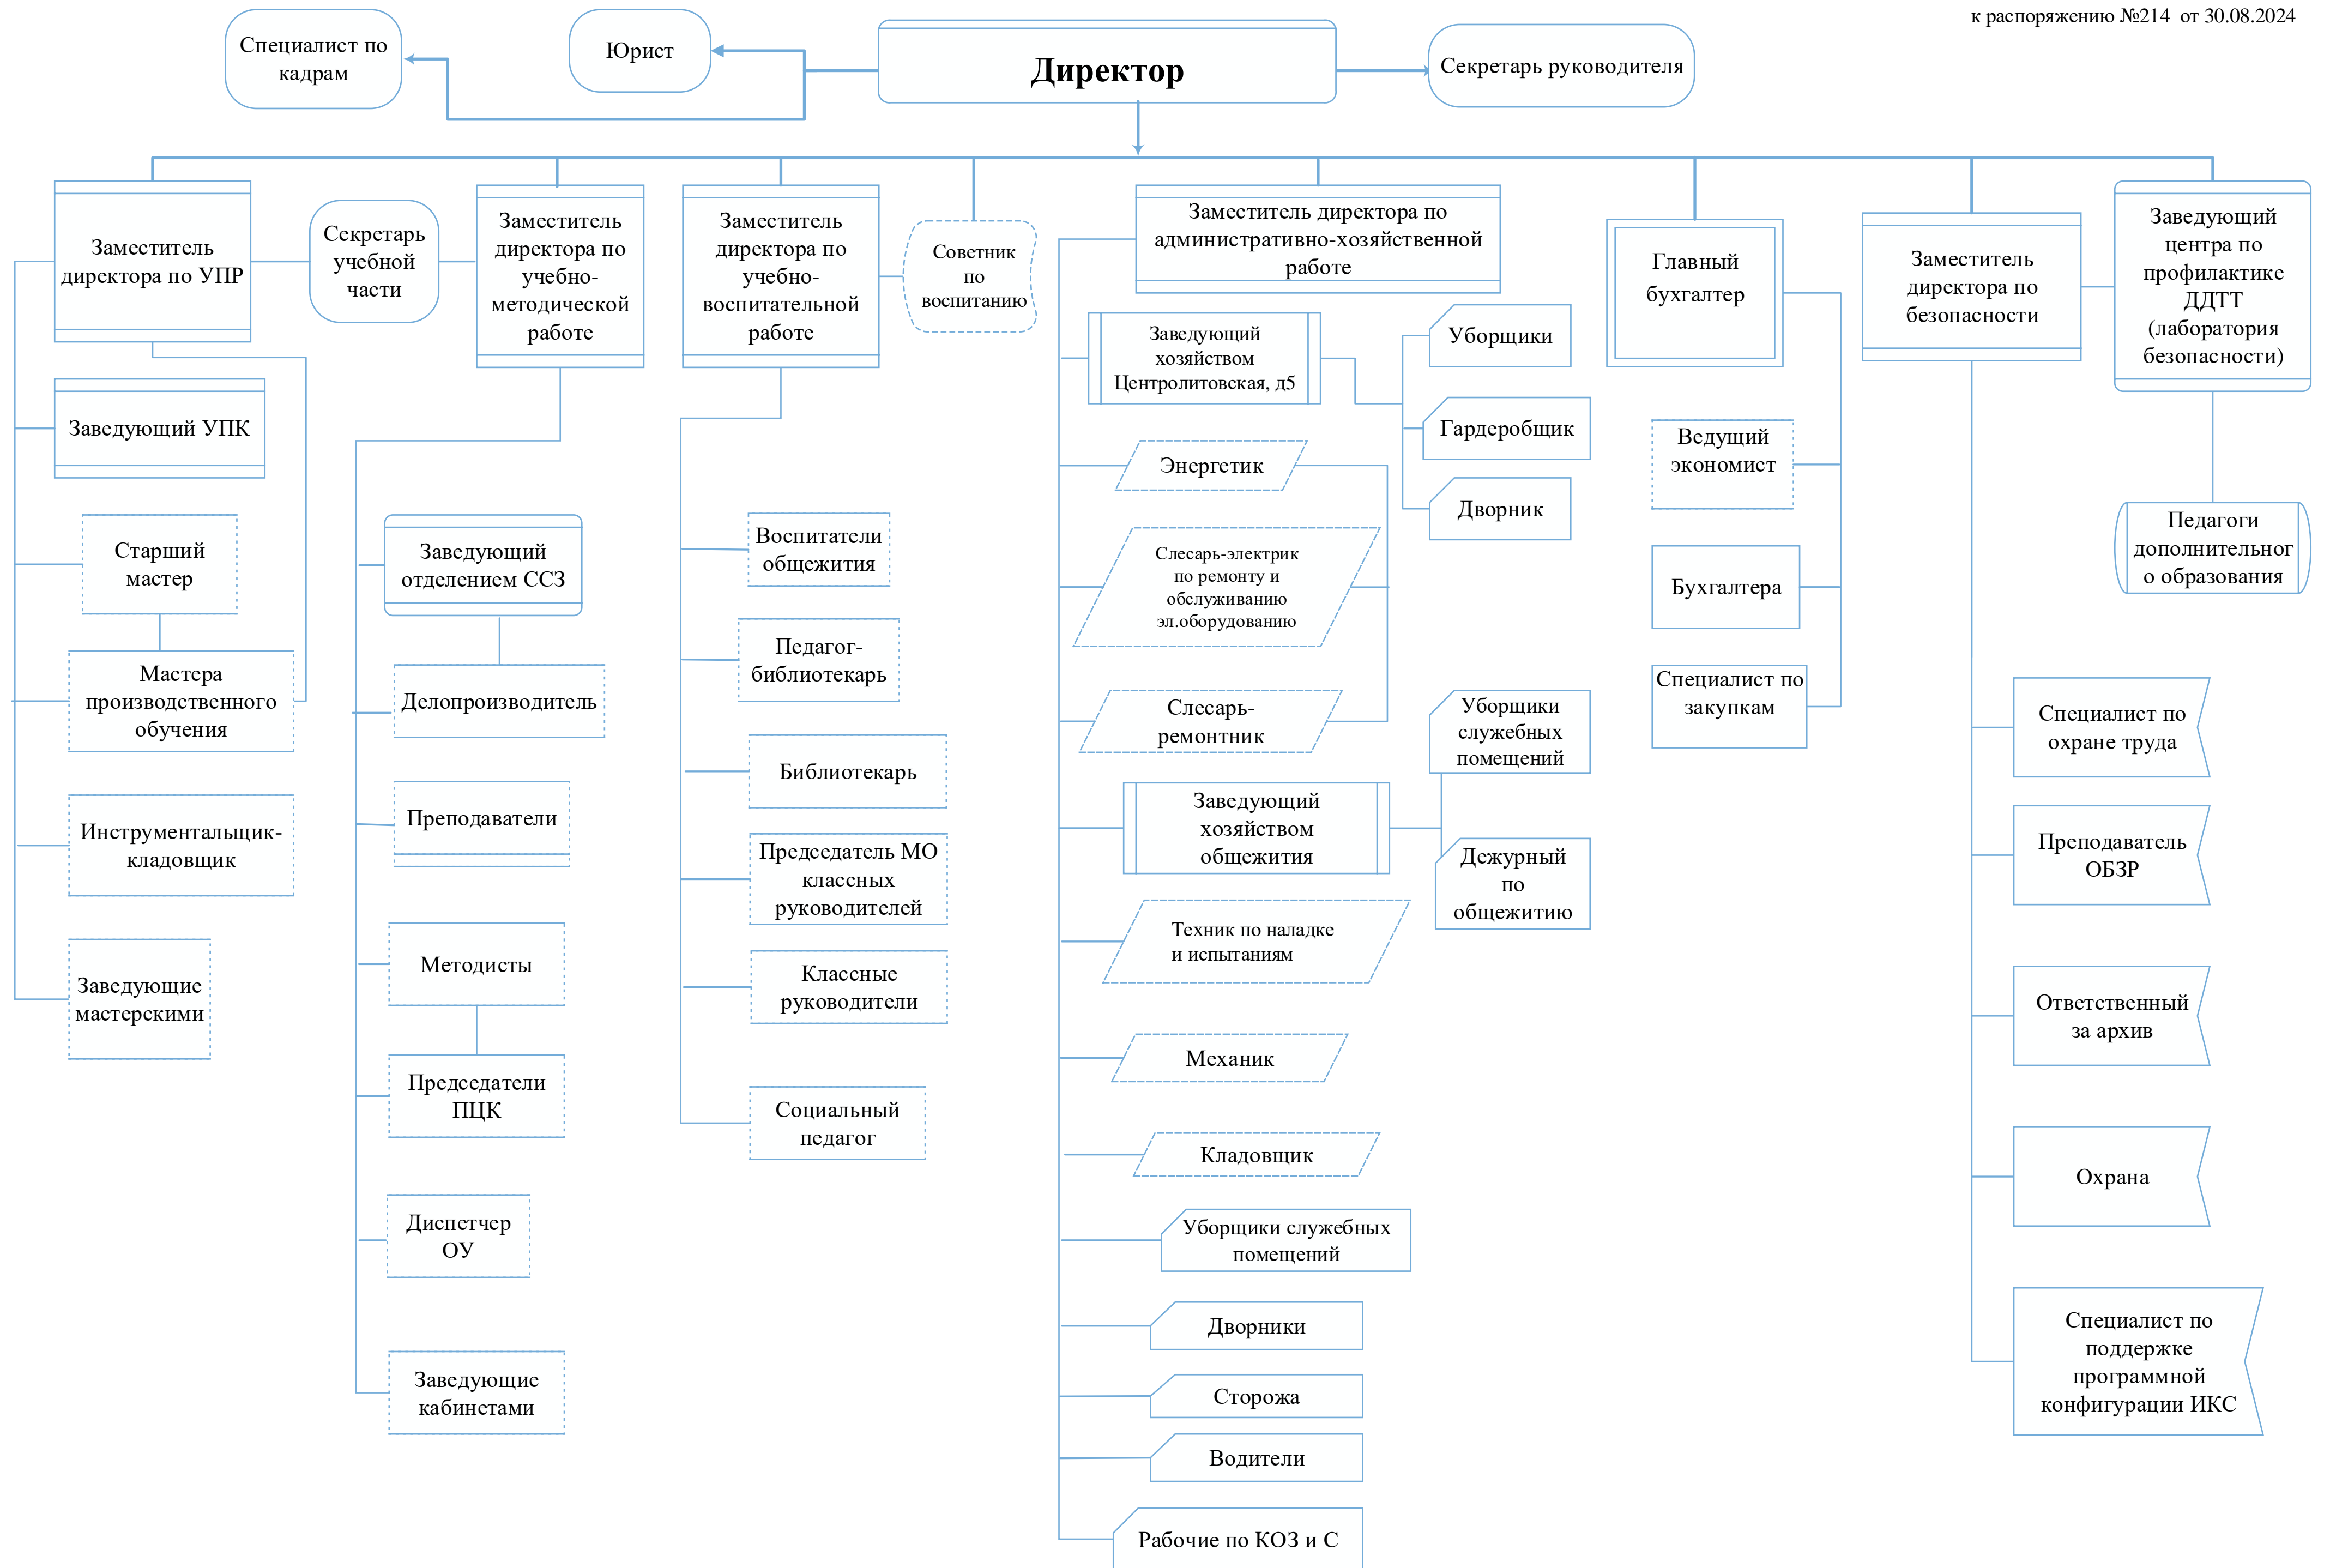 к распоряжению №214 от 30.08.2024
Специалист по
кадрам
Юрист
Директор
Секретарь руководителя
Заместитель
директора по УПР
Секретарь
учебной
части
Заместитель
директора по
учебно-
методической
работе
Заместитель
директора по
учебно-
воспитательной
работе
Советник
по
воспитанию
Заместитель директора по
административно-хозяйственной
работе
Главный
бухгалтер
Заместитель
директора по
безопасности
Заведующий
центра по
профилактике
ДДТТ
(лаборатория
безопасности)
Заведующий УПК
Старший
мастер
Мастера
производственного
обучения
Инструментальщик-
кладовщик
Заведующие
мастерскими
Заведующий
отделением ССЗ
Делопроизводитель
Преподаватели
Методисты
Председатели
ПЦК
Диспетчер
ОУ
Заведующие
кабинетами
Воспитатели
общежития
Педагог-
библиотекарь
Библиотекарь
Председатель МО
классных
руководителей
Классные
руководители
Социальный
педагог
Заведующий
хозяйством
Центролитовская, д5
Уборщики
Гардеробщик
Дворник
Энергетик
Слесарь-электрик
по ремонту и
обслуживанию
эл.оборудованию
Слесарь-
ремонтник
Заведующий
хозяйством
общежития
Уборщики
служебных
помещений
Дежурный
по
общежитию
Техник по наладке
и испытаниям
Механик
Кладовщик
Уборщики служебных
помещений
Дворники
Сторожа
Водители
Рабочие по КОЗ и С
Ведущий
экономист
Бухгалтера
Специалист по
закупкам
Специалист по
охране труда
Преподаватель
ОБЗР
Ответственный
за архив
Охрана
Специалист по
поддержке
программной
конфигурации ИКС
Педагоги
дополнительног
о образования